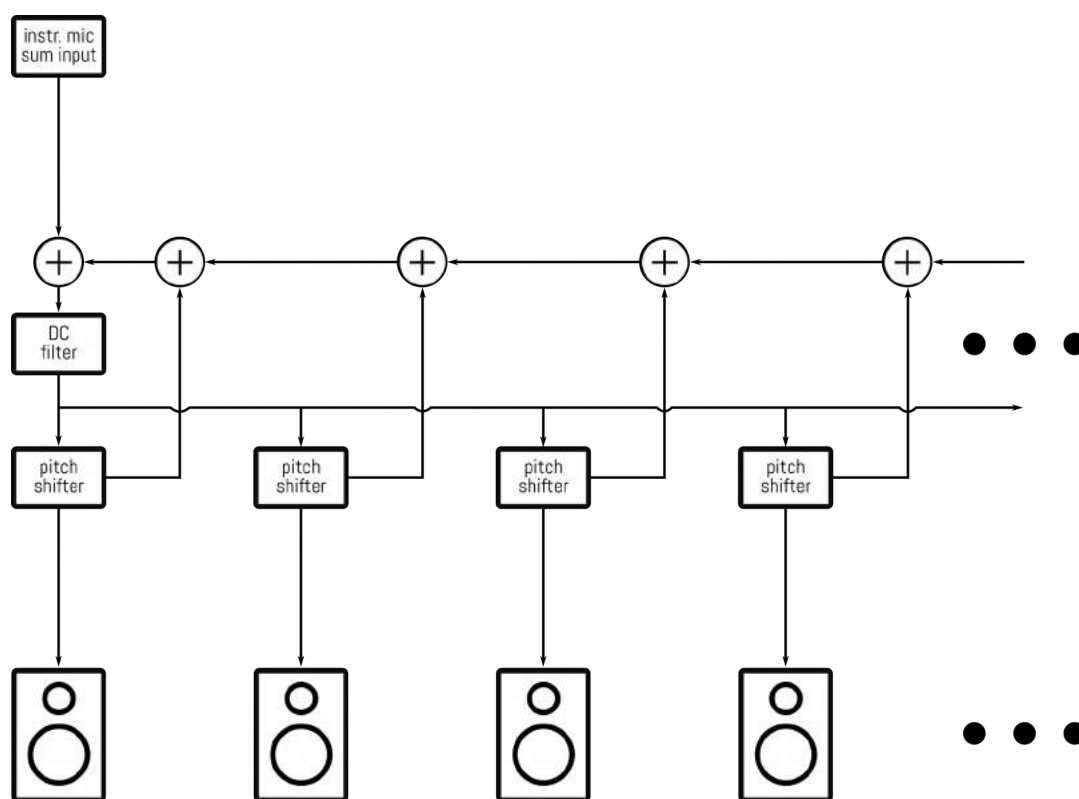 instr. mic
sum input
DC
filter
pitch
shifter
pitch
shifter
pitch
shifter
pitch
shifter